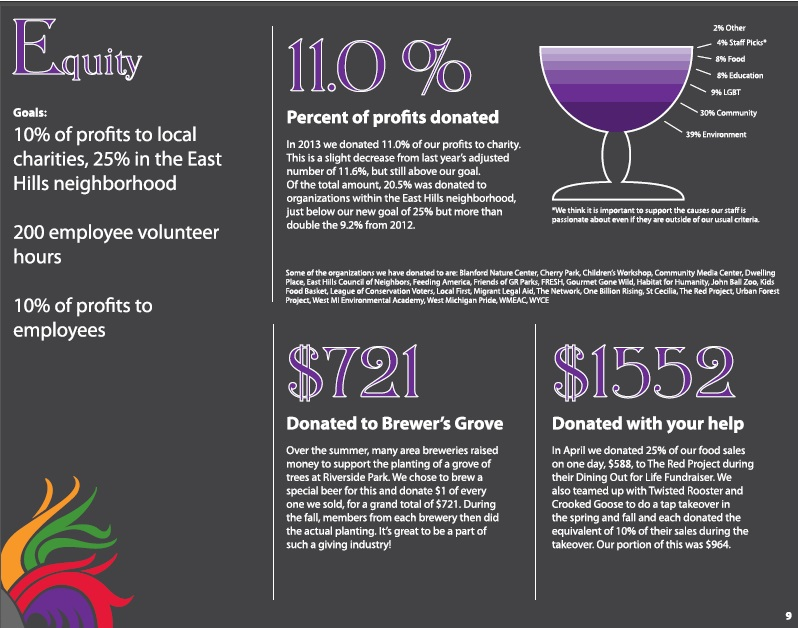 Equity
Goals:
10% of profits to local
charities, 25% in the East
Hills neighborhood
200 employee volunteer
hours
10% of profits to
employees
11.0 %
Percent of profits donated
In 2013 we donated 11.0% of our profits to charity.
This is a slight decrease from last year's adjusted
number of 11.6%, but still above our goal.
Of the total amount, 20.5% was donated to
organizations within the East Hills neighborhood,
just below our new goal of 25% but more than
double the 9.2% from 2012.
2% Other
4% Staff Picks*
8% Food
8% Education
9% LGBT
30% Community
39% Environment
*We think it is important to support the causes our staff is
passionate about even if they are outside of our usual criteria.
Some of the organizations we have donated to are: Blanford Nature Center, Cherry Park, Children's Workshop, Community Media Center, Dwelling
Place, East Hills Council of Neighbors, Feeding America, Friends of GR Parks, FRESH, Gourmet Gone Wild, Habitat for Humanity, John Ball Zoo, Kids
Food Basket, League of Conservation Voters, Local First, Migrant Legal Aid, The Network, One Billion Rising, St Cecilia, The Red Project, Urban Forest
Project, West MI Environmental Academy, West Michigan Pride, WMEAC, WYCE
$721
Donated to Brewer's Grove
Over the summer, many area breweries raised
money to support the planting of a grove of
trees at Riverside Park. We chose to brew a
special beer for this and donate $1 of every
one we sold, for a grand total of $721. During
the fall, members from each brewery then did
the actual planting. It's great to be a part of
such a giving industry!
$1552
Donated with your help
In April we donated 25% of our food sales
on one day, $588, to The Red Project during
their Dining Out for Life Fundraiser. We
also teamed up with Twisted Rooster and
Crooked Goose to do a tap takeover in
the spring and fall and each donated the
equivalent of 10% of their sales during the
takeover. Our portion of this was $964.
9